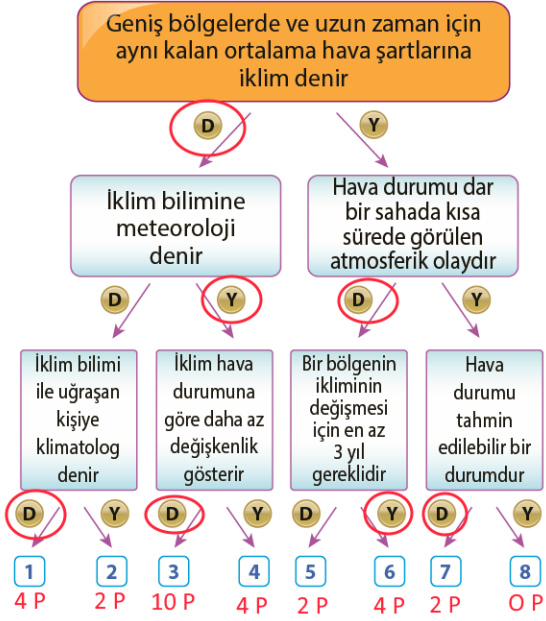 Geniş bölgelerde ve uzun zaman için
aynı kalan ortalama hava şartlarına
iklim denir
D
Y
İklim bilimine
meteoroloji
denir
Hava durumu dar
bir sahada kısa
sürede görülen
atmosferik olaydır
D
Y
D
Y
İklim bilimi
ile uğraşan
kişiye
klimatolog
denir
İklim hava
durumuna
göre daha az
değişkenlik
gösterir
Bir bölgenin
ikliminin
değişmesi
için en az
3 yıl
gereklidir
Hava
durumu
tahmin
edilebilir bir
durumdur
D
Y
D
Y
D
Y
D
Y
1
2
3
4
5
6
7
8
4 P
2 P
10 P
4 P
2 P
4 P
2 P
O P